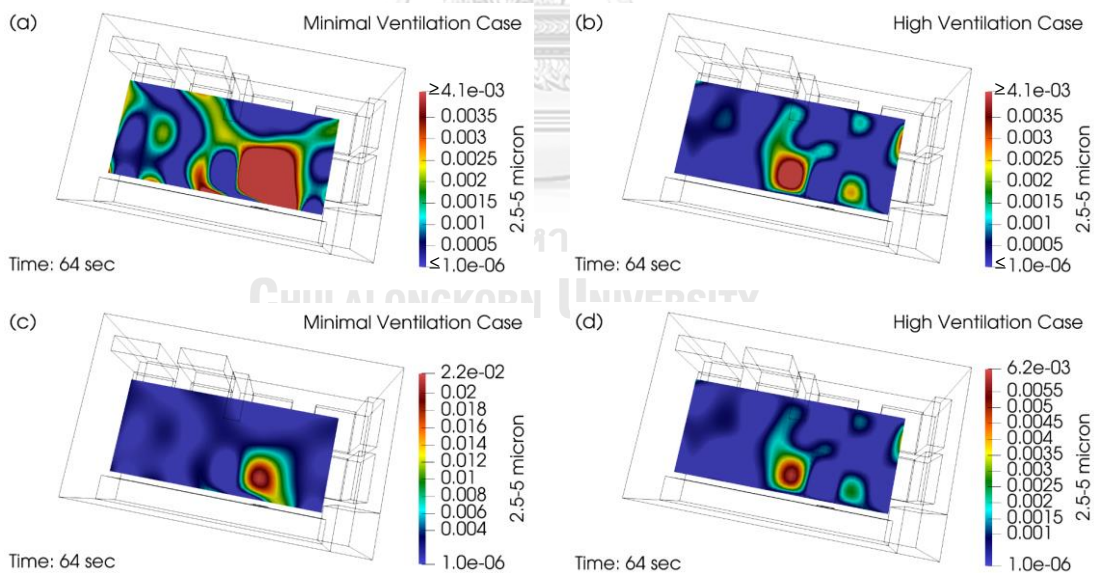 (a)
Minimal Ventilation Case
≥4.1e-03
0.0035
0.003
0.0025
0.002
0.0015
0.001
0.0005
≤1.0e-06
2.5-5 micron
Time: 64 sec
(b)
High Ventilation Case
≥4.1e-03
0.0035
0.003
0.0025
0.002
0.0015
0.001
0.0005
≤1.0e-06
2.5-5 micron
Time: 64 sec
CHULALONGKORN UNIVERSITY
(c)
Minimal Ventilation Case
2.2e-02
0.02
0.018
0.016
0.014
0.012
0.01
0.008
0.006
0.004
1.0e-06
2.5-5 micron
Time: 64 sec
(d)
High Ventilation Case
6.2e-03
0.0055
0.005
0.0045
0.004
0.0035
0.003
0.0025
0.002
0.0015
0.001
1.0e-06
2.5-5 micron
Time: 64 sec